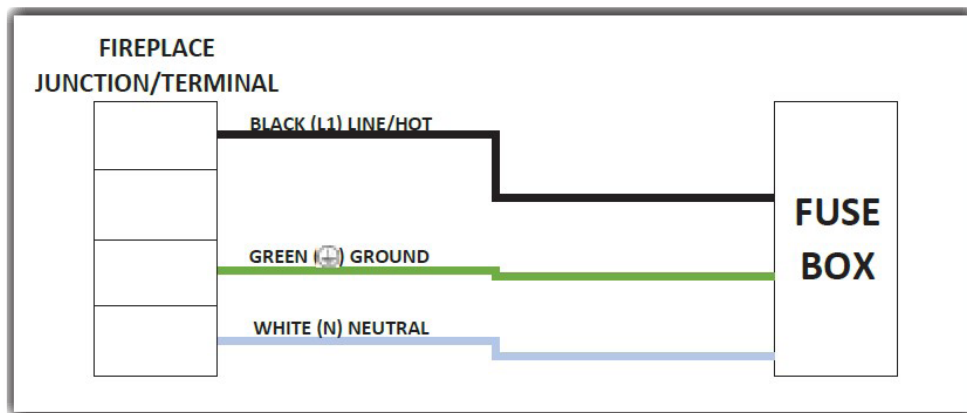 FIREPLACE
JUNCTION/TERMINAL
BLACK (L1) LINE/HOT
GREEN (⏚) GROUND
WHITE (N) NEUTRAL
FUSE
BOX